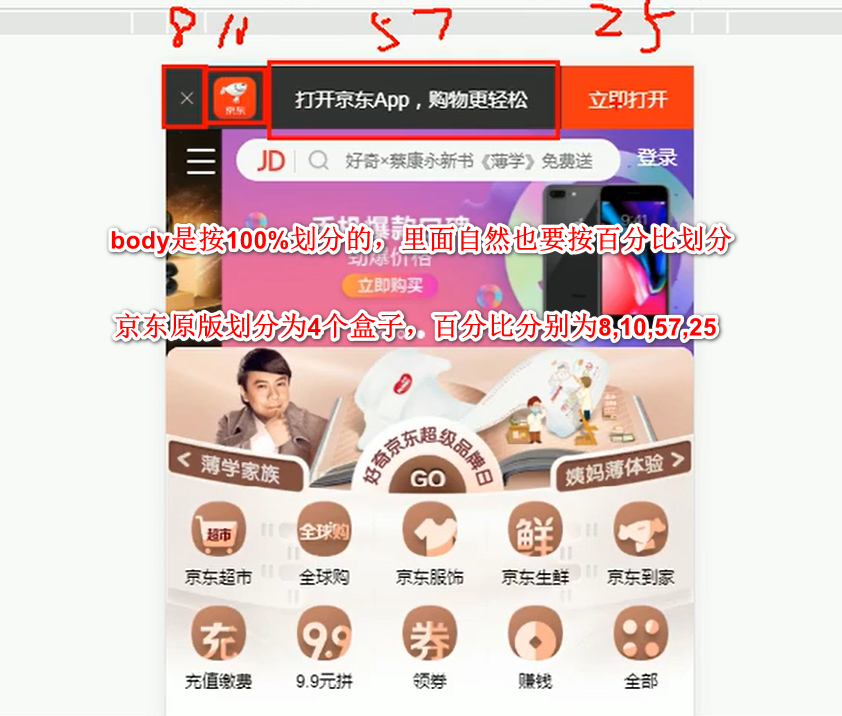 8 11 57 25
×
京东
打开京东App，购物更轻松
立即打开
JD
好奇×蔡康永新书《薄学》免费送
登录
9:41
body是按100%划分的，里面自然也要按百分比划分
劲爆价格
立即购买
京东原版划分为4个盒子，百分比分别为8,10,57,25
好奇京东超级品牌日
< 薄学家族
GO
姨妈薄体验 >
超市
全球购
鲜
京东超市
全球购
京东服饰
京东生鲜
京东到家
充
9.9
券
充值缴费
9.9元拼
领券
赚钱
全部